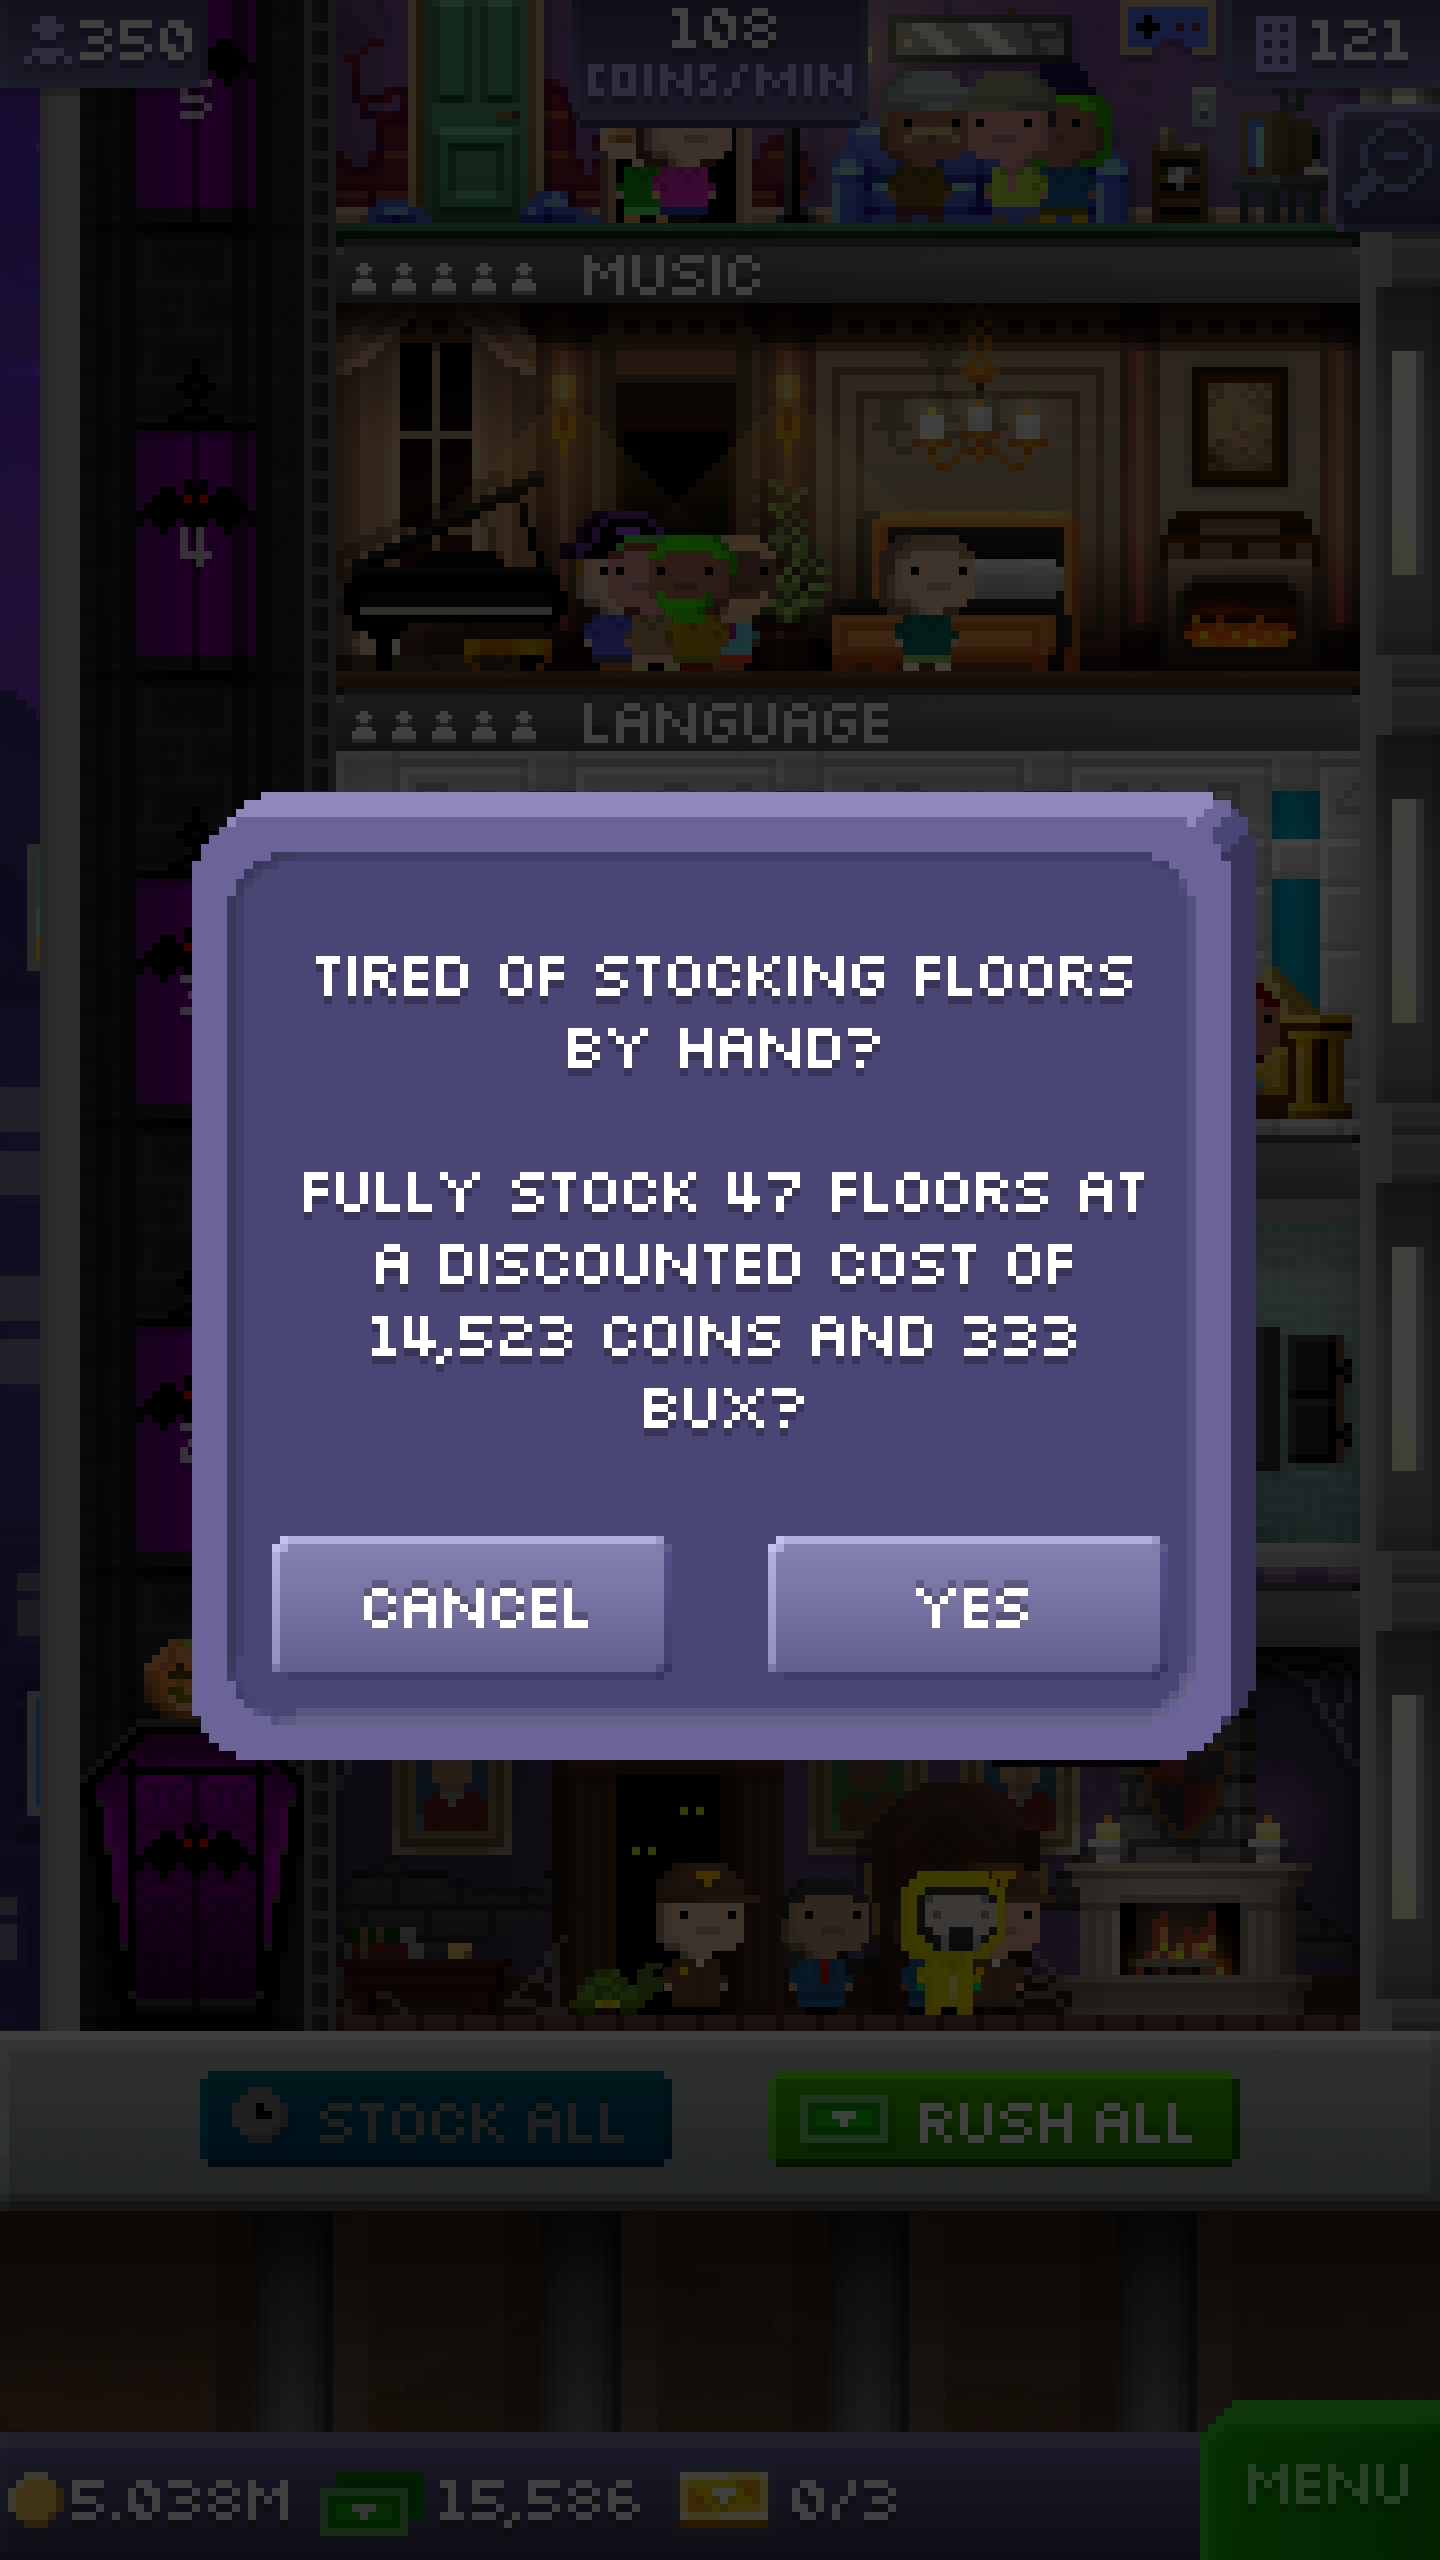 350
108
COINS/MIN
121
5
MUSIC
4
LANGUAGE
TIRED OF STOCKING FLOORS
BY HAND?
FULLY STOCK 47 FLOORS AT
A DISCOUNTED COST OF
14,523 COINS AND 333
BUX?
CANCEL
YES
STOCK ALL
RUSH ALL
5.038M
15,586
0/3
MENU